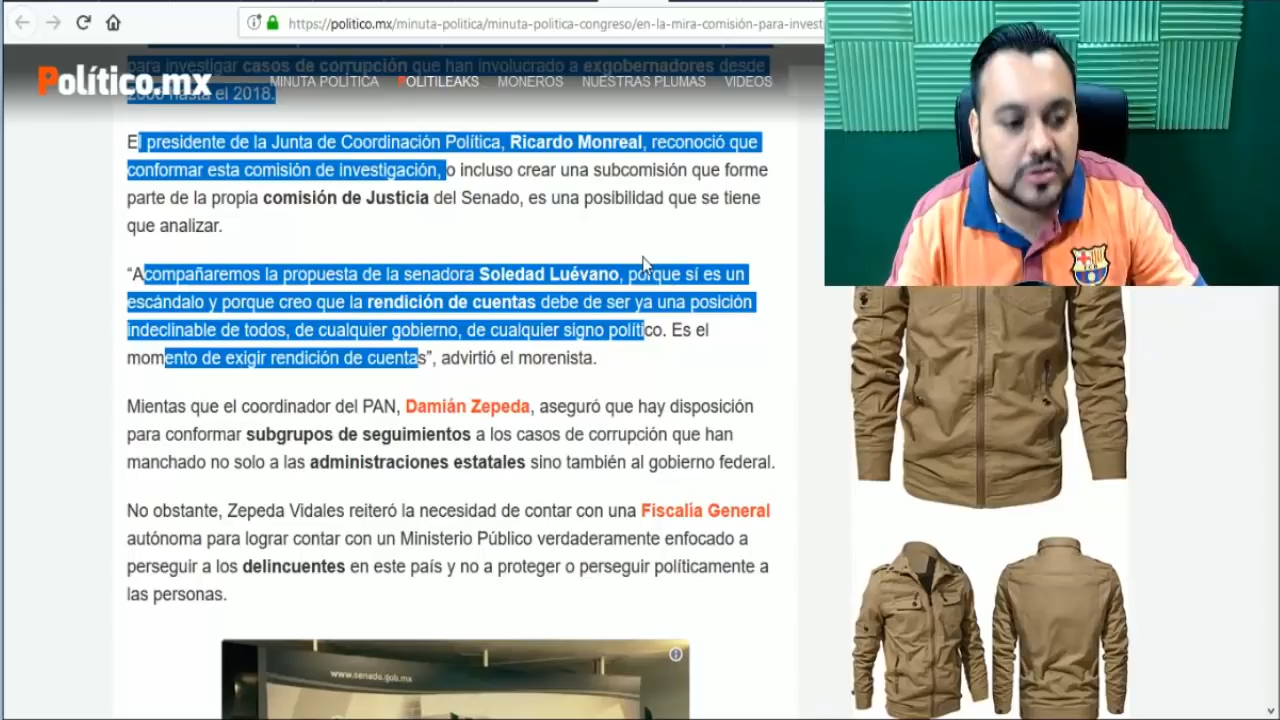 https://politico.mx/minuta-politica/minuta-politica-congreso/en-la-mira-comisión-para-invest
Político.mx
MINUTA POLÍTICA POLITILEAKS MONEROS NUESTRAS PLUMAS VIDEOS
para investigar casos de corrupción que han involucrado a exgobernadores desde
2000 hasta el 2018.
El presidente de la Junta de Coordinación Política, Ricardo Monreal, reconoció que
conformar esta comisión de investigación, o incluso crear una subcomisión que forme
parte de la propia comisión de Justicia del Senado, es una posibilidad que se tiene
que analizar.
“Acompañaremos la propuesta de la senadora Soledad Luévano, porque sí es un
escándalo y porque creo que la rendición de cuentas debe de ser ya una posición
indeclinable de todos, de cualquier gobierno, de cualquier signo político. Es el
momento de exigir rendición de cuentas”, advirtió el morenista.
Mientas que el coordinador del PAN, Damián Zepeda, aseguró que hay disposición
para conformar subgrupos de seguimientos a los casos de corrupción que han
manchado no solo a las administraciones estatales sino también al gobierno federal.
No obstante, Zepeda Vidales reiteró la necesidad de contar con una Fiscalía General
autónoma para lograr contar con un Ministerio Público verdaderamente enfocado a
perseguir a los delincuentes en este país y no a proteger o perseguir políticamente a
las personas.
www.senado.gob.mx